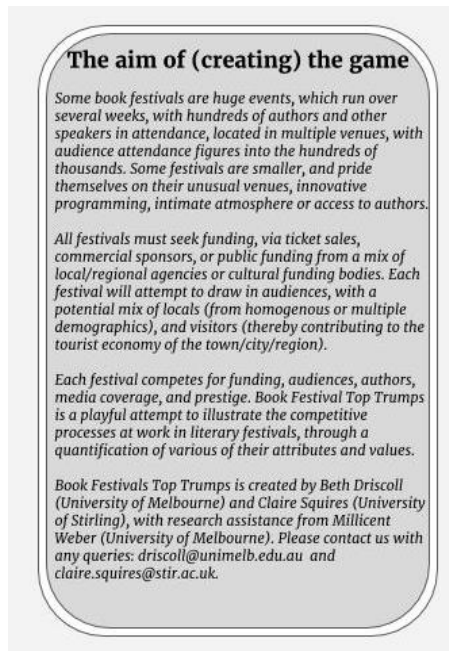 The aim of (creating) the game
Some book festivals are huge events, which run over
several weeks, with hundreds of authors and other
speakers in attendance, located in multiple venues, with
audience attendance figures into the hundreds of
thousands. Some festivals are smaller, and pride
themselves on their unusual venues, innovative
programming, intimate atmosphere or access to authors.
All festivals must seek funding, via ticket sales,
commercial sponsors, or public funding from a mix of
local/regional agencies or cultural funding bodies. Each
festival will attempt to draw in audiences, with a
potential mix of locals (from homogenous or multiple
demographics), and visitors (thereby contributing to the
tourist economy of the town/city/region).
Each festival competes for funding, audiences, authors,
media coverage, and prestige. Book Festival Top Trumps
is a playful attempt to illustrate the competitive
processes at work in literary festivals, through a
quantification of various of their attributes and values.
Book Festivals Top Trumps is created by Beth Driscoll
(University of Melbourne) and Claire Squires (University
of Stirling), with research assistance from Millicent
Weber (University of Melbourne). Please contact us with
any queries: driscoll@unimelb.edu.au and
claire.squires@stir.ac.uk.